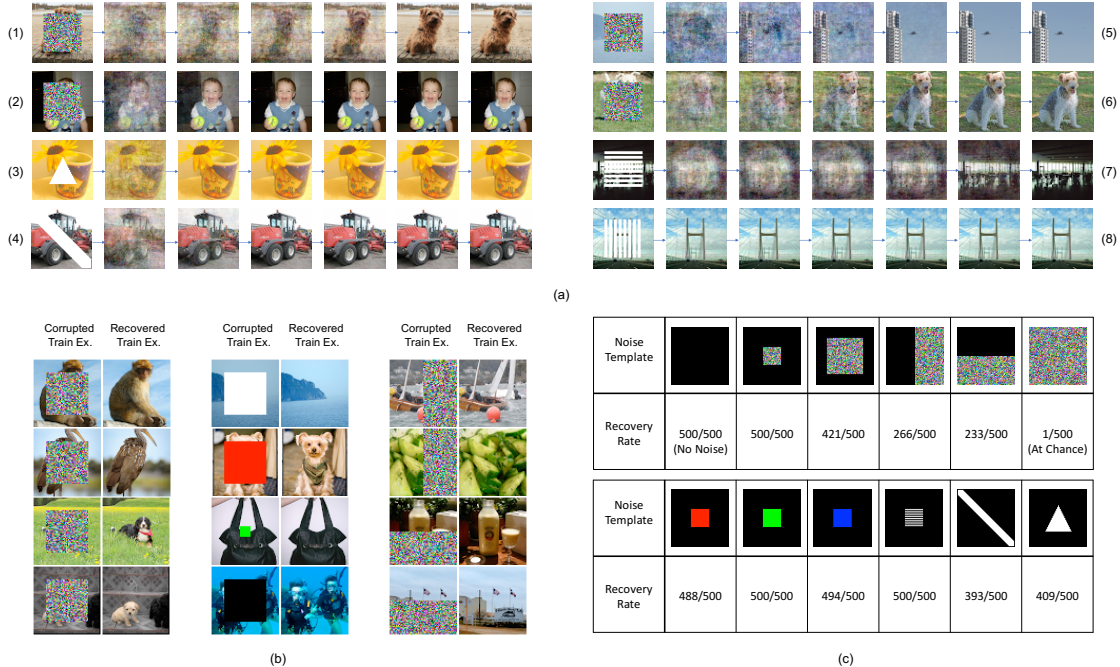 (1)
(2)
(3)
(4)
(5)
(6)
(7)
(8)
(a)
Corrupted Train Ex.
Recovered Train Ex.
Corrupted Train Ex.
Recovered Train Ex.
Corrupted Train Ex.
Recovered Train Ex.
(b)
Noise Template
Recovery Rate
500/500 (No Noise)
500/500
421/500
266/500
233/500
1/500 (At Chance)
Noise Template
Recovery Rate
488/500
500/500
494/500
500/500
393/500
409/500
(c)